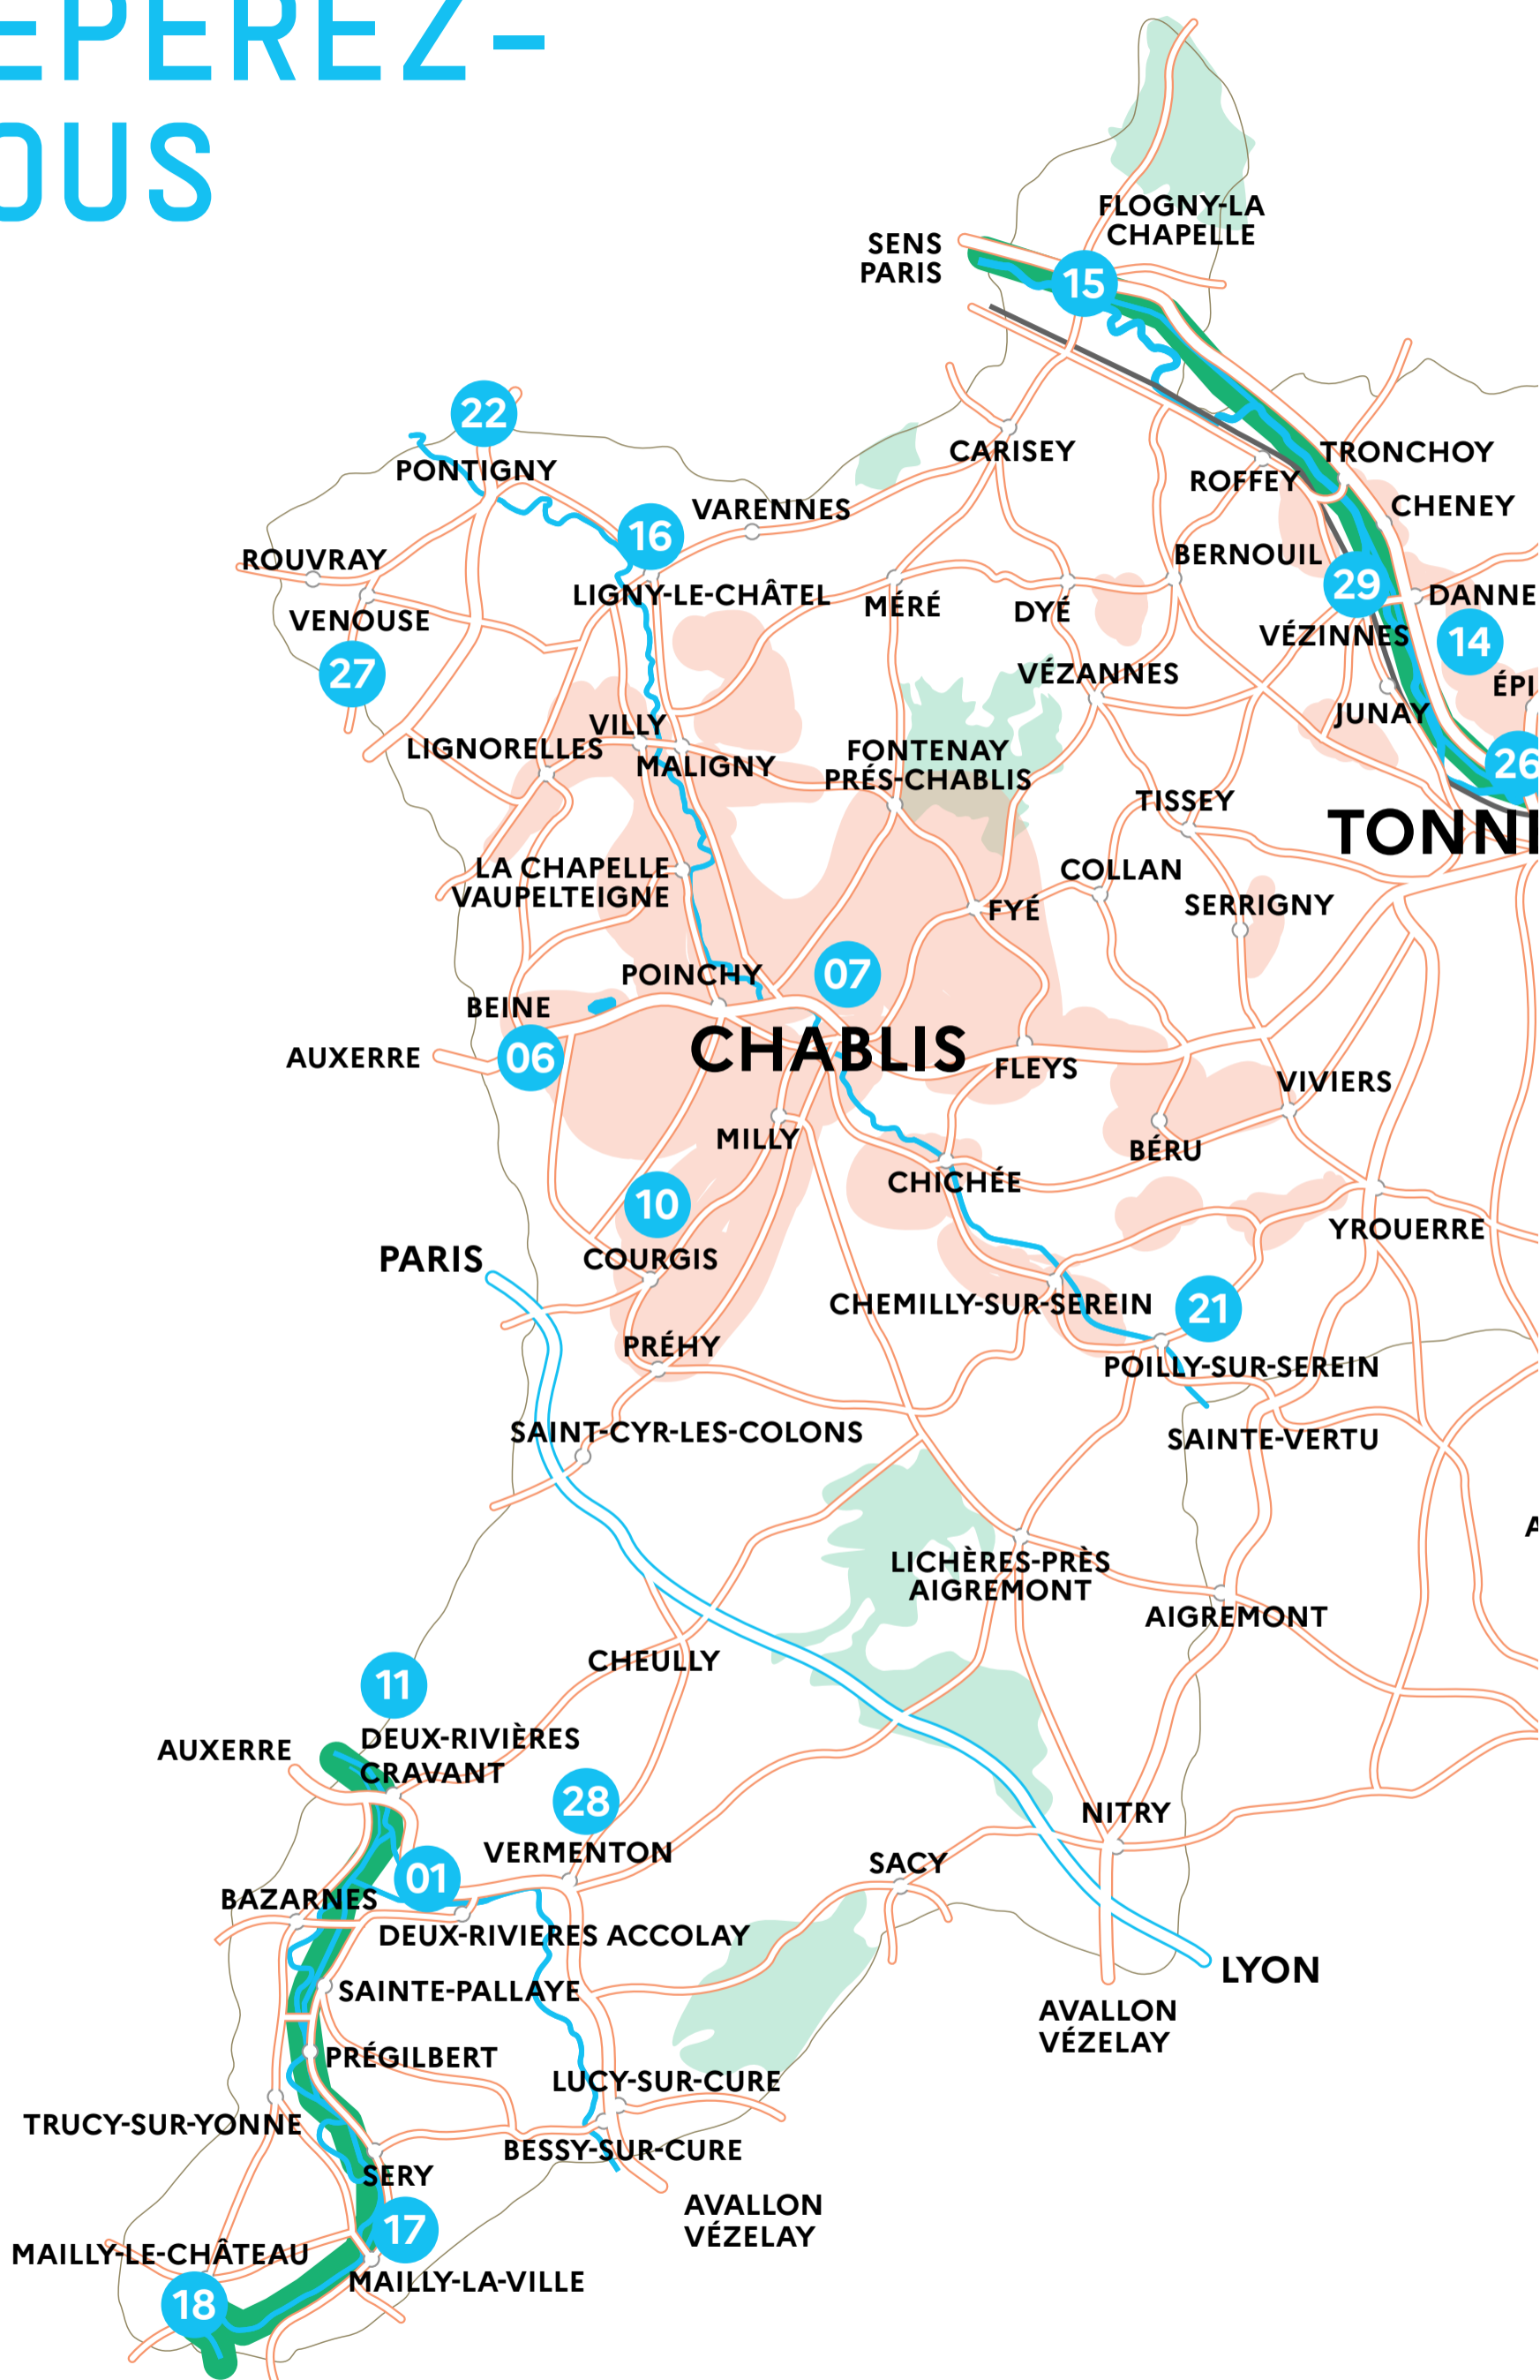 EPEREZ-
OUS
FLOGNY-LA
CHAPELLE
SENS
PARIS
15
22
PONTIGNY
CARISEY
TRONCHOY
ROFFEY
CHENEY
VARENNES
16
ROUVRAY
BERNOUIL
29
LIGNY-LE-CHÂTEL
MÉRÉ
DYÉ
DANNE
VENOUSE
VÉZINNES
14
27
VÉZANNES
ÉPI
JUNAY
VILLY
LIGNORELLES
MALIGNY
FONTENAY
PRÉS-CHABLIS
26
TISSEY
TONNI
LA CHAPELLE
VAUPELTEIGNE
COLLAN
FYÉ
SERRIGNY
POINCHY
07
BEINE
CHABLIS
AUXERRE
06
FLEYS
VIVIERS
MILLY
BÉRU
CHICHÉE
10
YROUERRE
PARIS
COURGIS
CHEMILLY-SUR-SEREIN
21
PRÉHY
POILLY-SUR-SEREIN
SAINT-CYR-LES-COLONS
SAINTE-VERTU
A
LICHÈRES-PRÈS
AIGREMONT
AIGREMONT
CHEULLY
11
DEUX-RIVIÈRES
CRAVANT
AUXERRE
28
NITRY
VERMENTON
SACY
01
BAZARNES
DEUX-RIVIERES ACCOLAY
LYON
SAINTE-PALLAYE
AVALLON
VÉZELAY
PRÉGILBERT
LUCY-SUR-CURE
TRUCY-SUR-YONNE
BESSY-SUR-CURE
SERY
AVALLON
VÉZELAY
17
MAILLY-LE-CHÂTEAU
MAILLY-LA-VILLE
18